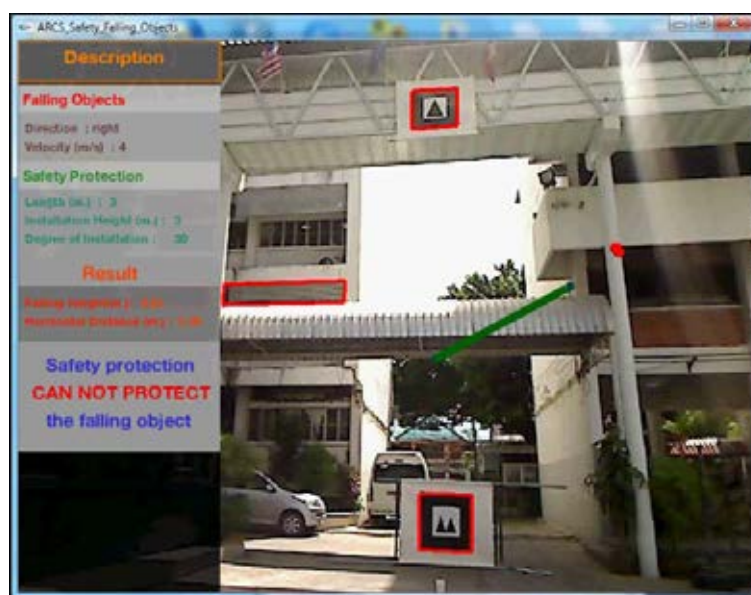 ARCS_Safety_Falling_Objects
Description
Falling Objects
Direction : right
Velocity (m/s) : 4
Safety Protection
Length (m.) : 3
Installation Height (m.) : 3
Degree of Installation : 30
Result
Safety protection
CAN NOT PROTECT
the falling object